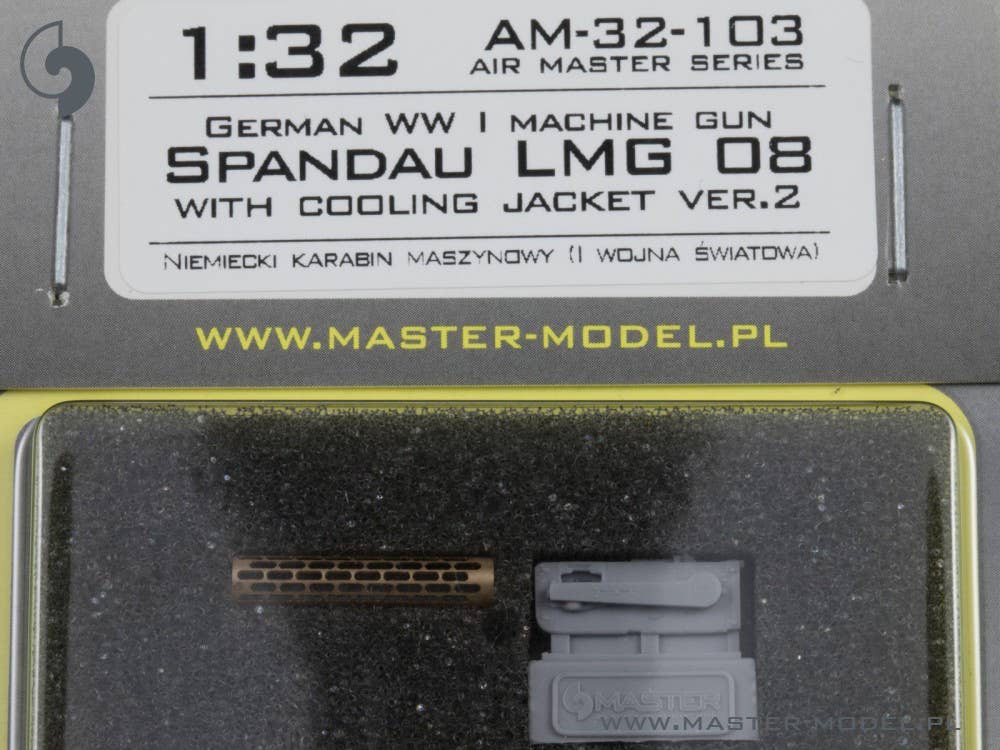 1:32
AM-32-103
AIR MASTER SERIES
GERMAN WW I MACHINE GUN
SPANDAU LMG 08
WITH COOLING JACKET VER.2
NIEMIECKI KARABIN MASZYNOWY (I WOJNA ŚWIATOWA)
WWW.MASTER-MODEL.PL
MASTER
WWW.MASTER-MODEL.PL